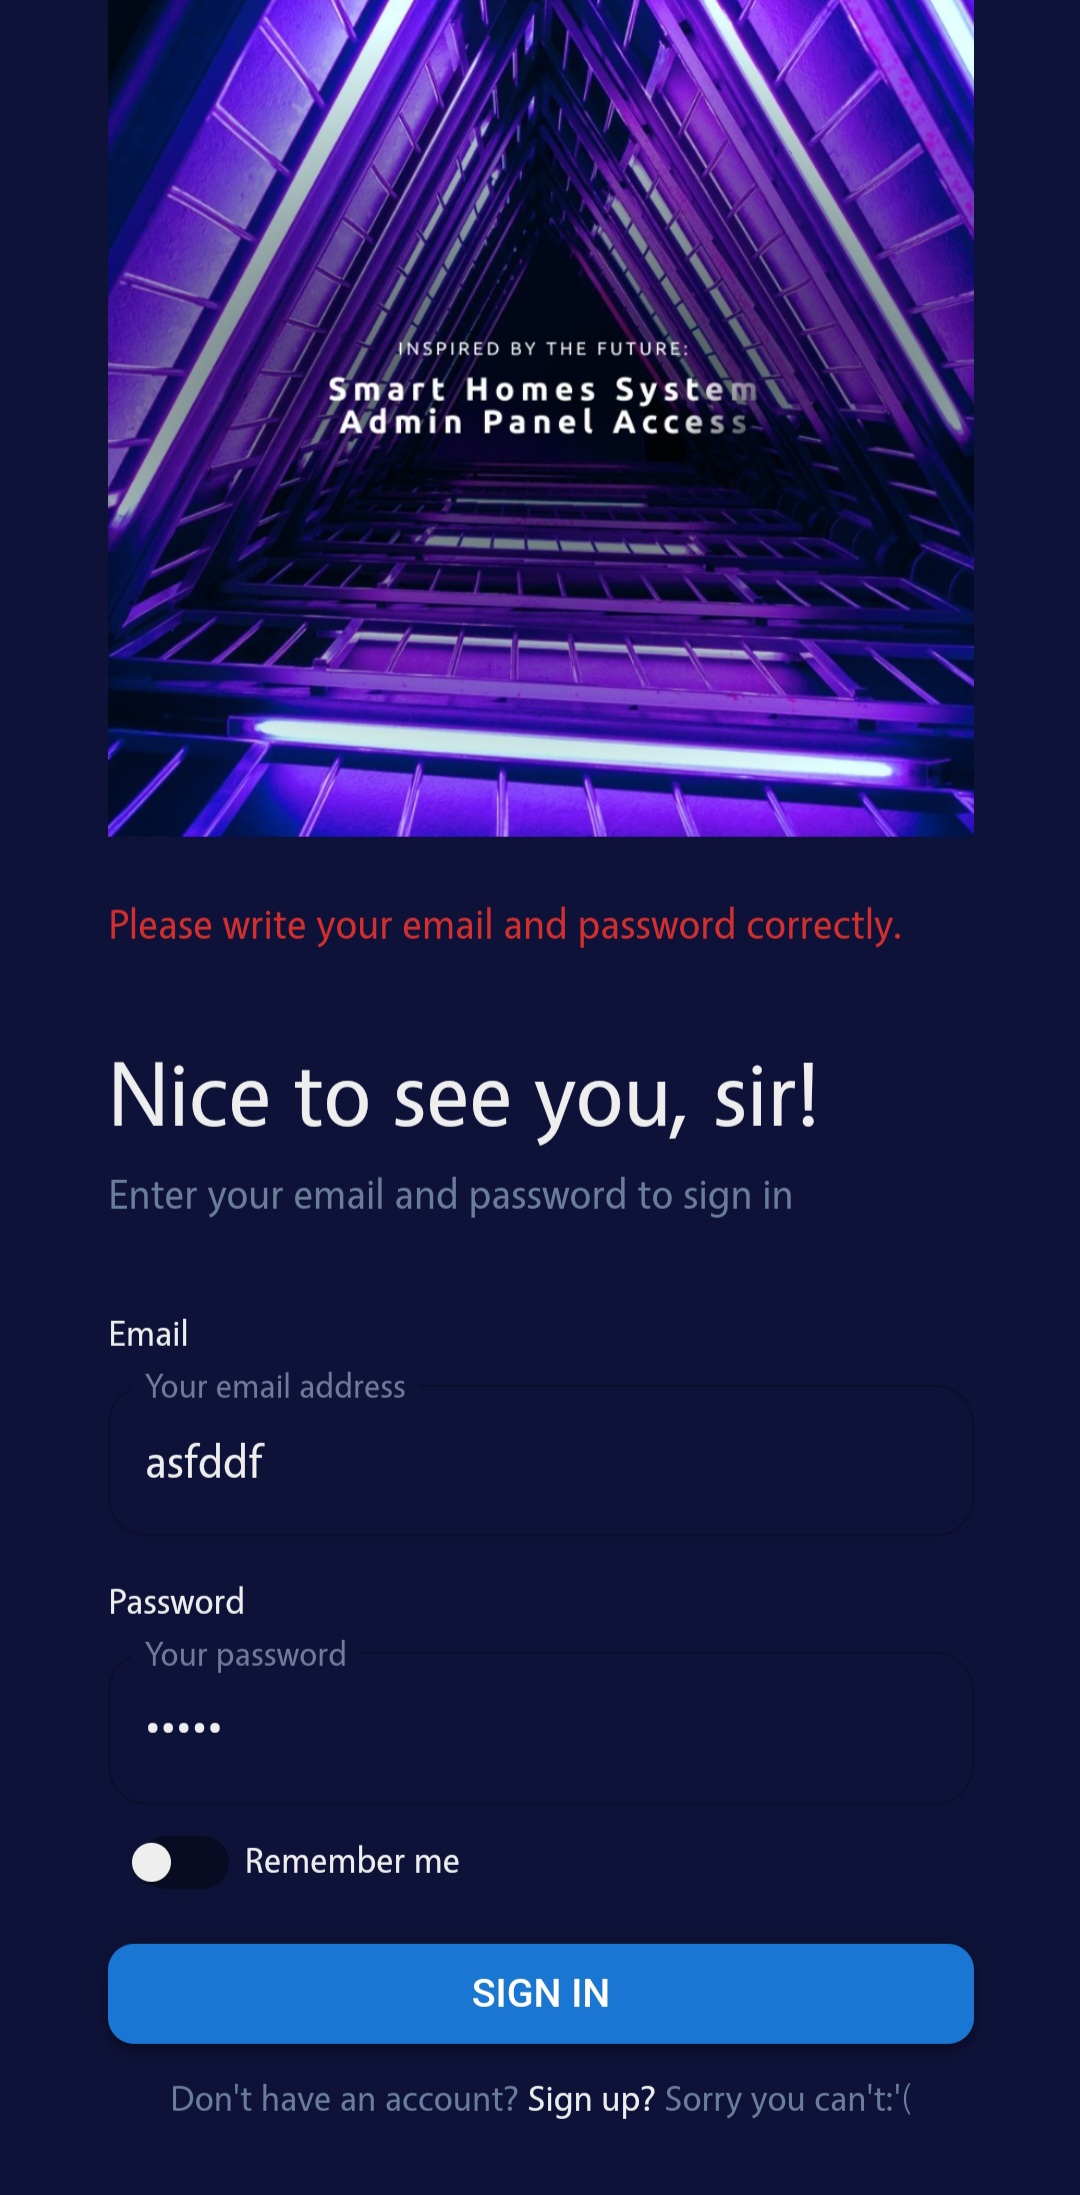 INSPIRED BY THE FUTURE:
Smart Homes System
Admin Panel Access
Please write your email and password correctly.
Nice to see you, sir!
Enter your email and password to sign in
Email
Your email address
asfddf
Password
Your password
•••••
Remember me
SIGN IN
Don't have an account? Sign up? Sorry you can't:'(